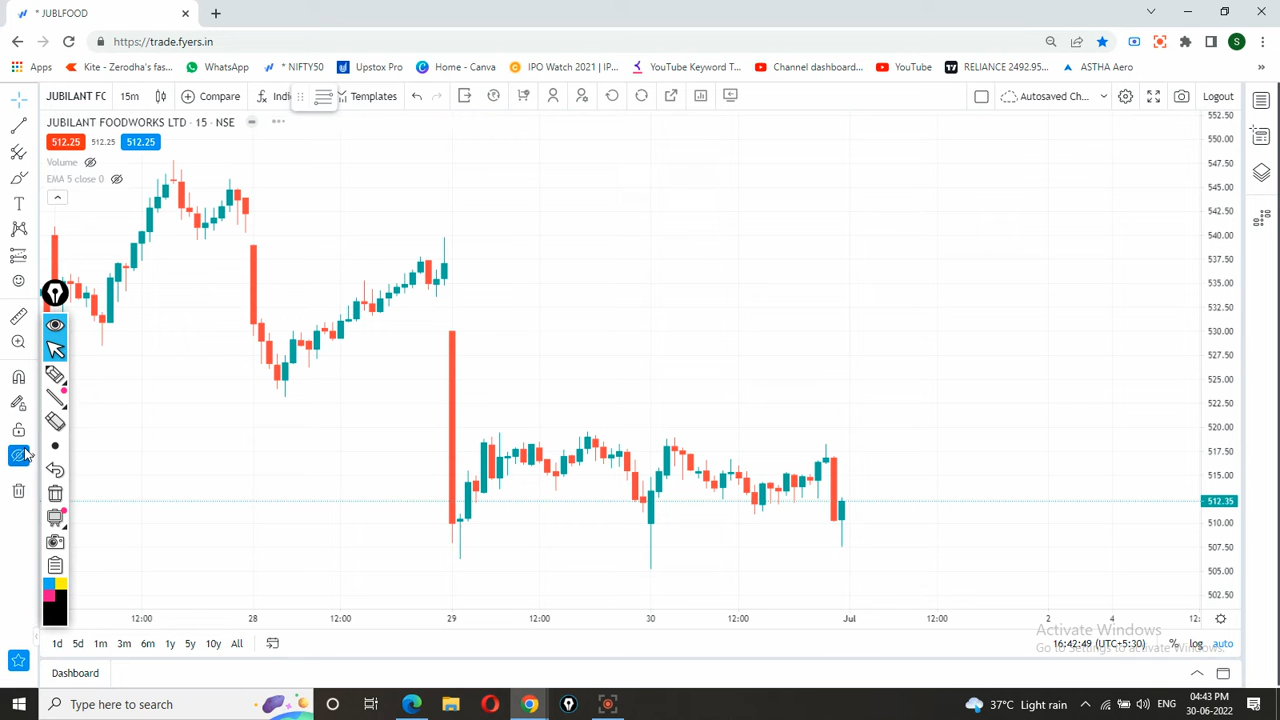 * JUBLFOOD
https://trade.fyers.in
S
Apps
Kite - Zerodha's fas...
WhatsApp
* NIFTY50
Upstox Pro
Home - Canva
IPO Watch 2021 | IP...
YouTube Keyword T...
Channel dashboard...
YouTube
RELIANCE 2492.95...
ASTHA Aero
»
JUBILANT FO
15m
Compare
Indi
Templates
Autosaved Ch...
Logout
JUBILANT FOODWORKS LTD · 15 · NSE
512.25
512.25
512.25
Volume
EMA 5 close 0
552.50
550.00
547.50
545.00
542.50
540.00
537.50
535.00
532.50
530.00
527.50
525.00
522.50
520.00
517.50
515.00
512.35
510.00
507.50
505.00
502.50
12:00
28
12:00
29
12:00
30
12:00
Jul
12:00
2
4
12:
Activate Windows
Go to Settings to activate Windows.
1d
5d
1m
3m
6m
1y
5y
10y
All
16:42:49 (UTC+5:30)
%
log
auto
Dashboard
Type here to search
37°C Light rain
ENG
04:43 PM
30-06-2022